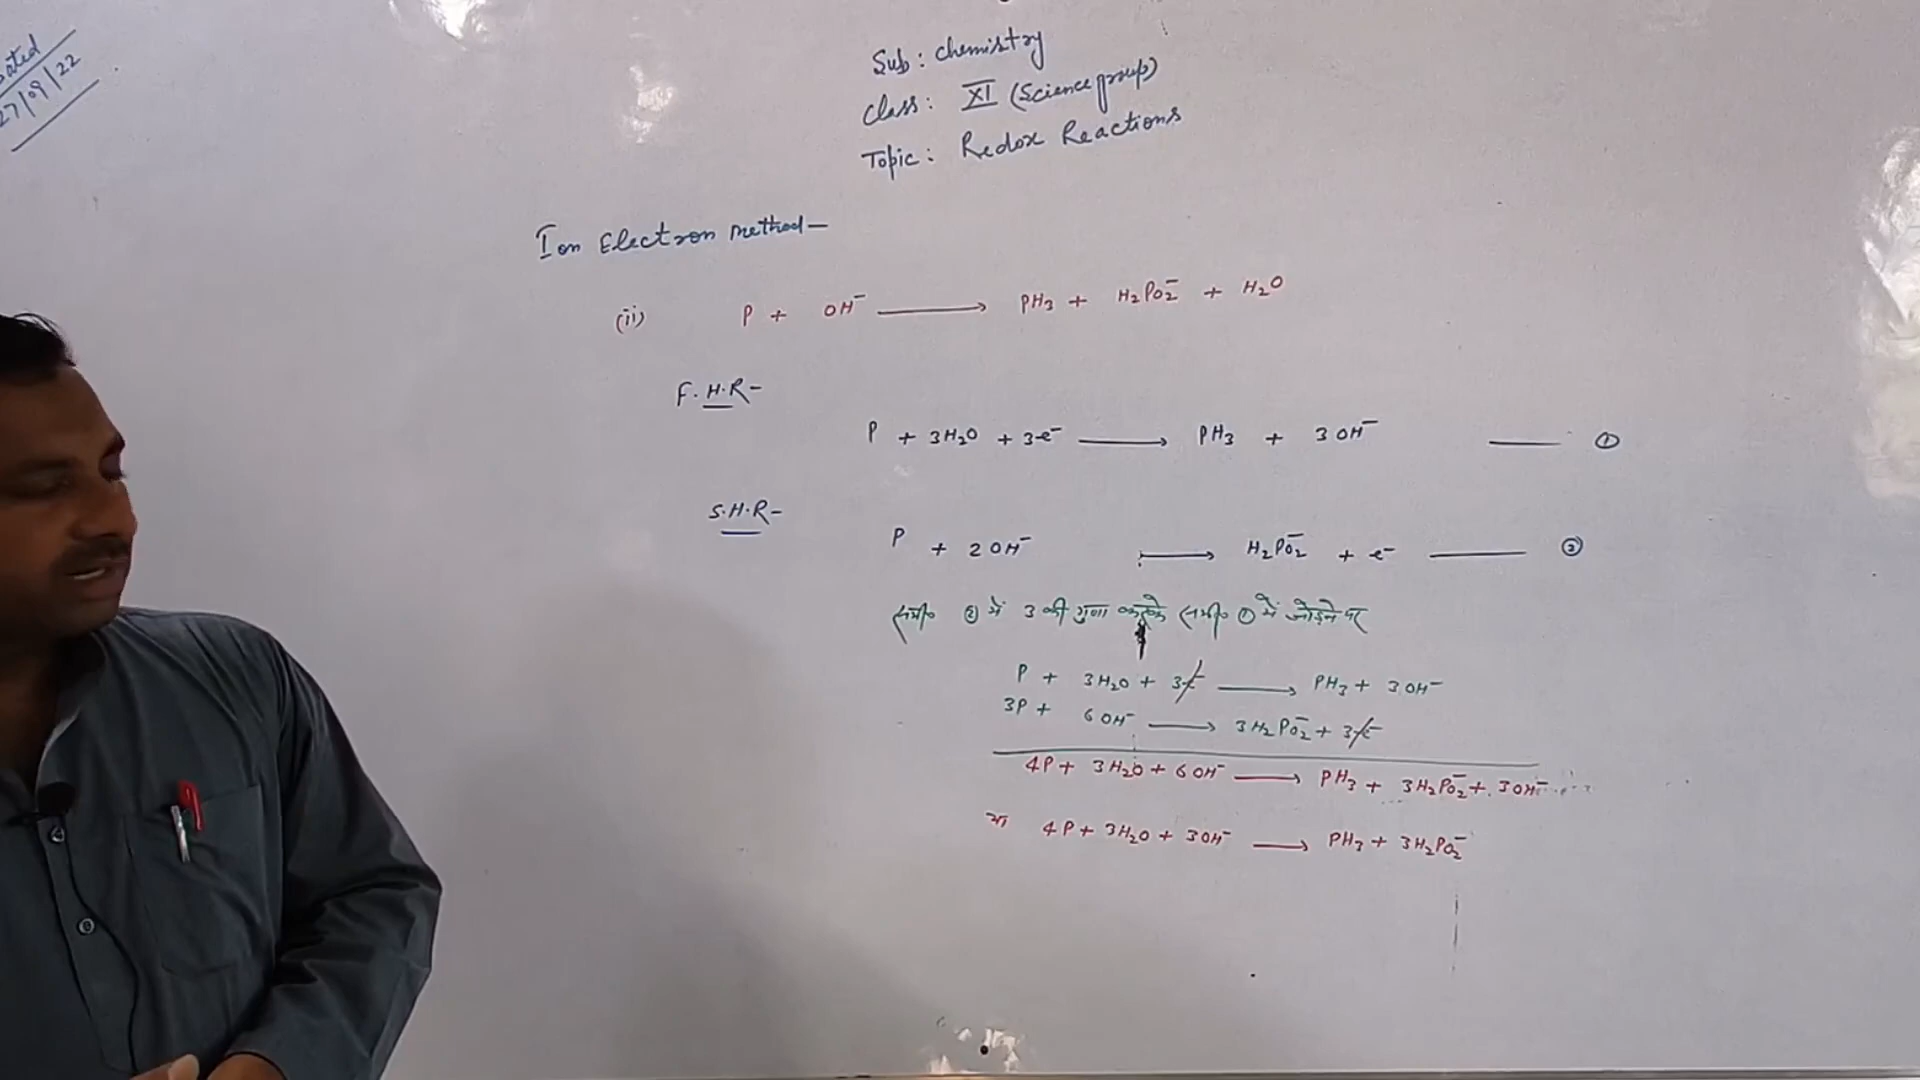 27/09/22
Sub: Chemistry
Class: XI (Science group)
Topic: Redox Reactions
Ion Electron method –
(ii) P + OH⁻ ⟶ PH₃ + H₂PO₂⁻ + H₂O
F.H.R –
P + 3H₂O + 3e⁻ ⟶ PH₃ + 3OH⁻ — ①
S.H.R –
P + 2OH⁻ ⟶ H₂PO₂⁻ + e⁻ — ②
समी० ② में 3 की गुणा करके समी० ① में जोड़ने पर
P + 3H₂O + 3e⁻ ⟶ PH₃ + 3OH⁻
3P + 6OH⁻ ⟶ 3H₂PO₂⁻ + 3e⁻
4P + 3H₂O + 6OH⁻ ⟶ PH₃ + 3H₂PO₂⁻ + 3OH⁻
या 4P + 3H₂O + 3OH⁻ ⟶ PH₃ + 3H₂PO₂⁻